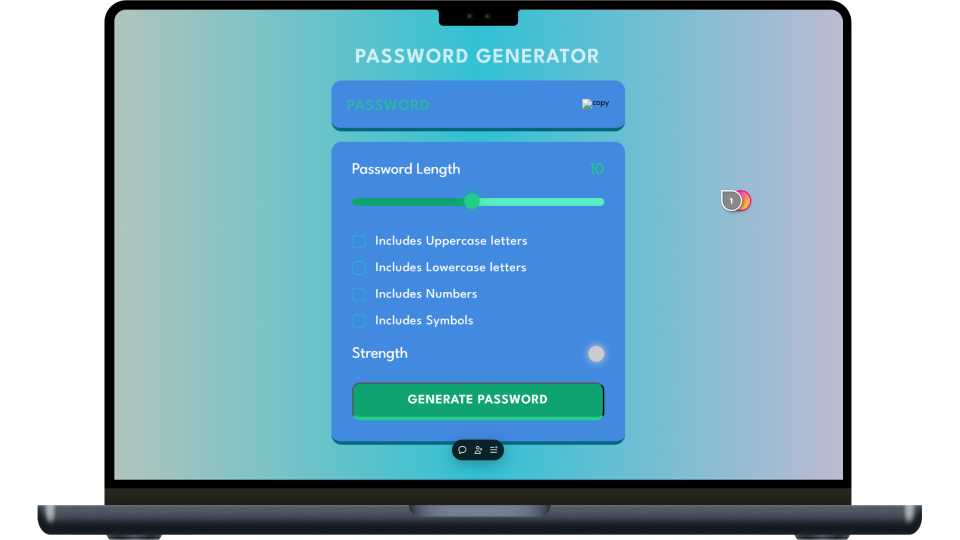 PASSWORD GENERATOR
PASSWORD
copy
Password Length
10
1
Includes Uppercase letters
Includes Lowercase letters
Includes Numbers
Includes Symbols
Strength
GENERATE PASSWORD